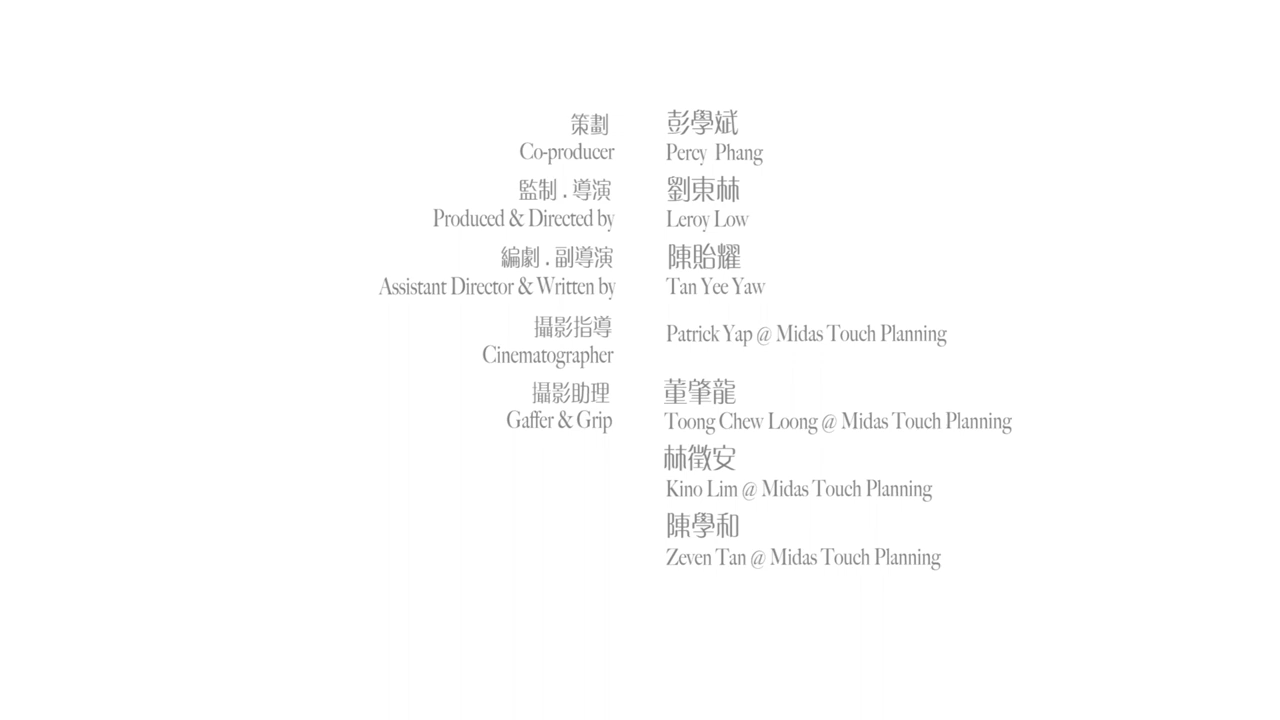 策劃 彭學斌
Co-producer Percy Phang
監制 . 導演 劉東林
Produced & Directed by Leroy Low
編劇 . 副導演 陳貽耀
Assistant Director & Written by Tan Yee Yaw
攝影指導
Cinematographer Patrick Yap @ Midas Touch Planning
攝影助理 董肇龍
Gaffer & Grip Toong Chew Loong @ Midas Touch Planning
林徵安
Kino Lim @ Midas Touch Planning
陳學和
Zeven Tan @ Midas Touch Planning